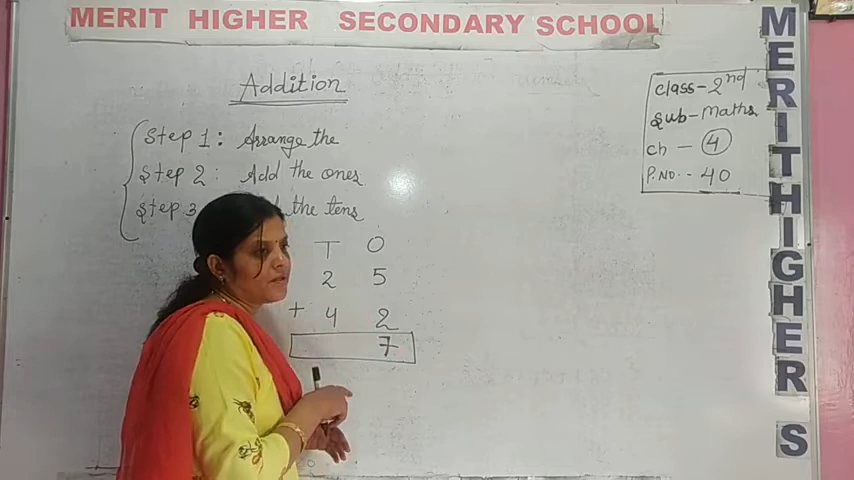 MERIT HIGHER SECONDARY SCHOOL
Addition
Step 1: Arrange the
Step 2: Add the ones
Step 3 the tens
T O
2 5
+ 4 2
7
Class-2nd
Sub-Maths
Ch - 4
P.NO.- 40
MERIT HIGHER S